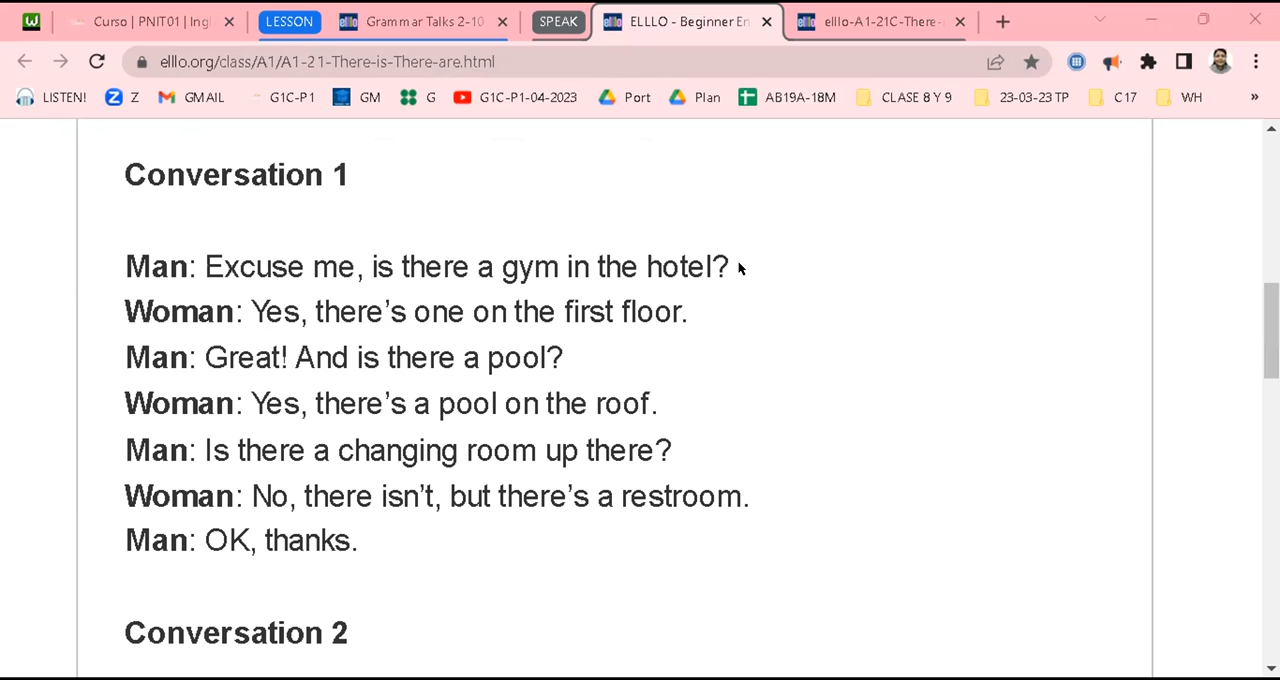 Curso | PNIT01 | Ingl
LESSON
Grammar Talks 2-10
SPEAK
ELLLO - Beginner En
elllo-A1-21C-There-
elllo.org/class/A1/A1-21-There-is-There-are.html
LISTEN! Z GMAIL G1C-P1 GM G G1C-P1-04-2023 Port Plan AB19A-18M CLASE 8 Y 9 23-03-23 TP C17 WH »
Conversation 1
Man: Excuse me, is there a gym in the hotel?
Woman: Yes, there’s one on the first floor.
Man: Great! And is there a pool?
Woman: Yes, there’s a pool on the roof.
Man: Is there a changing room up there?
Woman: No, there isn’t, but there’s a restroom.
Man: OK, thanks.
Conversation 2